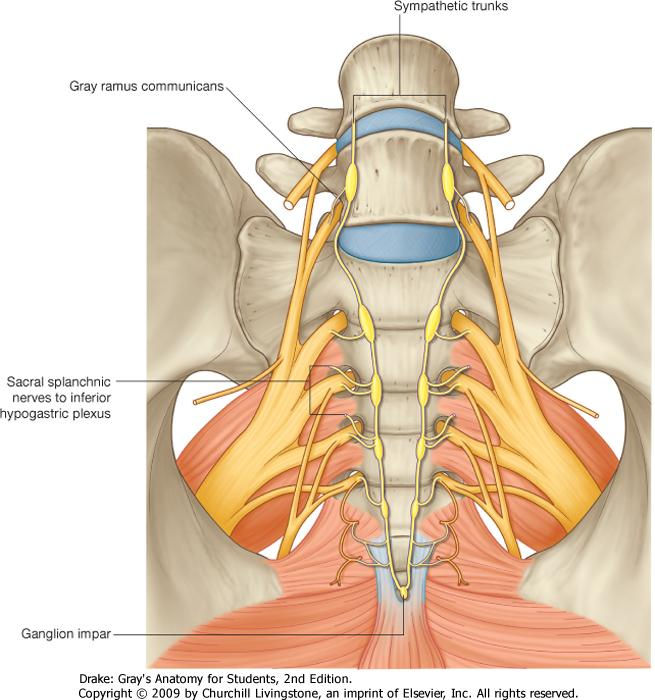 Sympathetic trunks
Gray ramus communicans
Sacral splanchnic
nerves to inferior
hypogastric plexus
Ganglion impar
Drake: Gray's Anatomy for Students, 2nd Edition.
Copyright © 2009 by Churchill Livingstone, an imprint of Elsevier, Inc. All rights reserved.